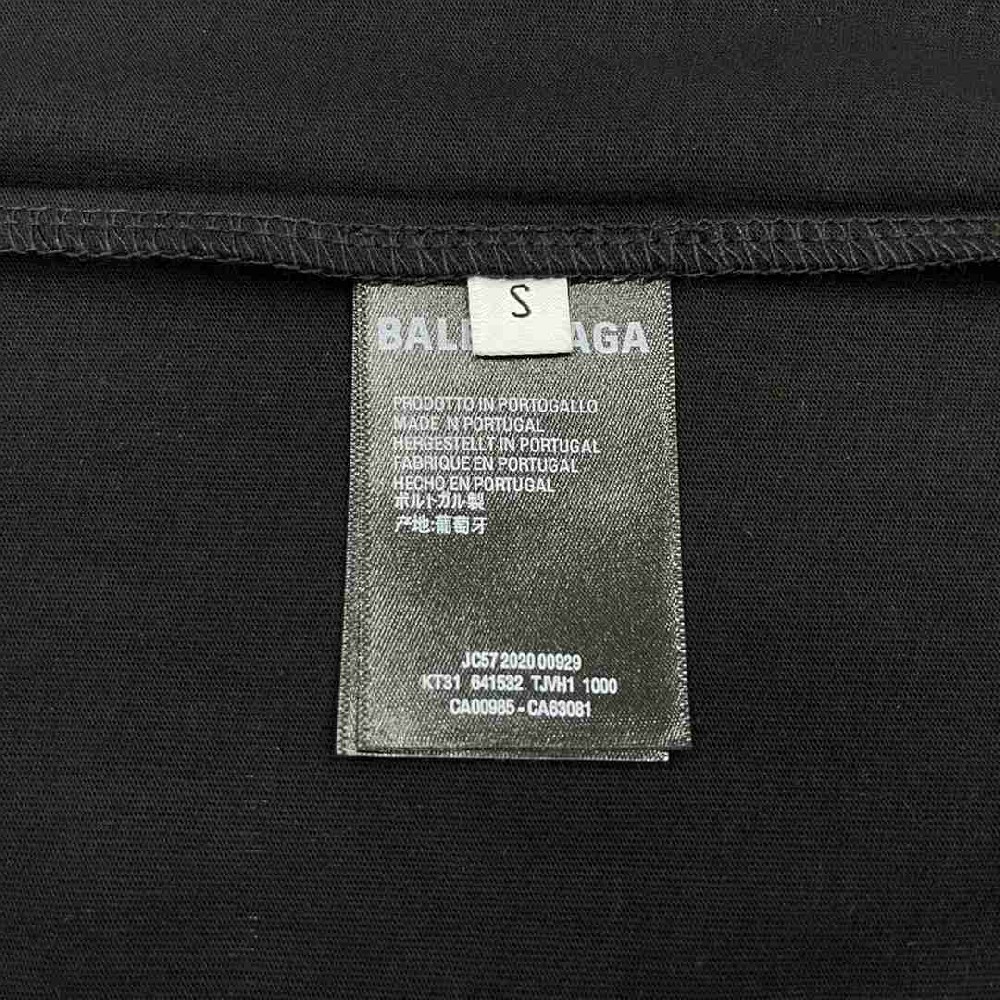 S
BAL AGA
PRODOTTO IN PORTOGALLO
MADE IN PORTUGAL
HERGESTELLT IN PORTUGAL
FABRIQUE EN PORTUGAL
HECHO EN PORTUGAL
ポルトガル製
产地:葡萄牙
JC57 2020 00929
KT31 641532 TJVH1 1000
CA00985 - CA63081